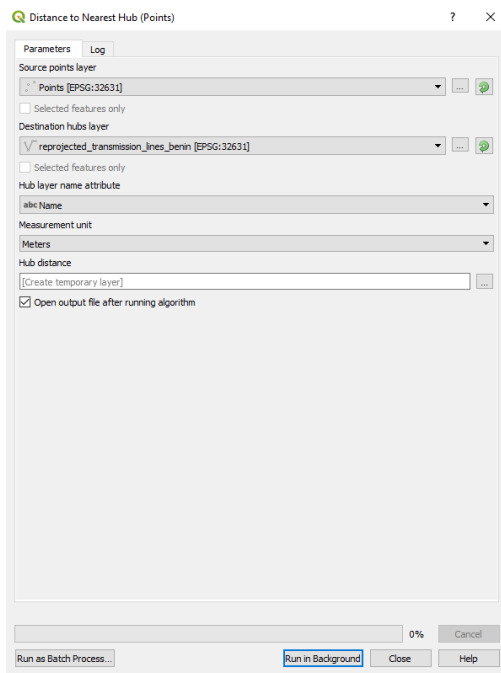 Distance to Nearest Hub (Points)
?
Parameters Log
Source points layer
Points [EPSG:32631]
...
Selected features only
Destination hubs layer
reprojected_transmission_lines_benin [EPSG:32631]
...
Selected features only
Hub layer name attribute
abc Name
Measurement unit
Meters
Hub distance
[Create temporary layer]
...
Open output file after running algorithm
0% Cancel
Run as Batch Process... Run in Background Close Help